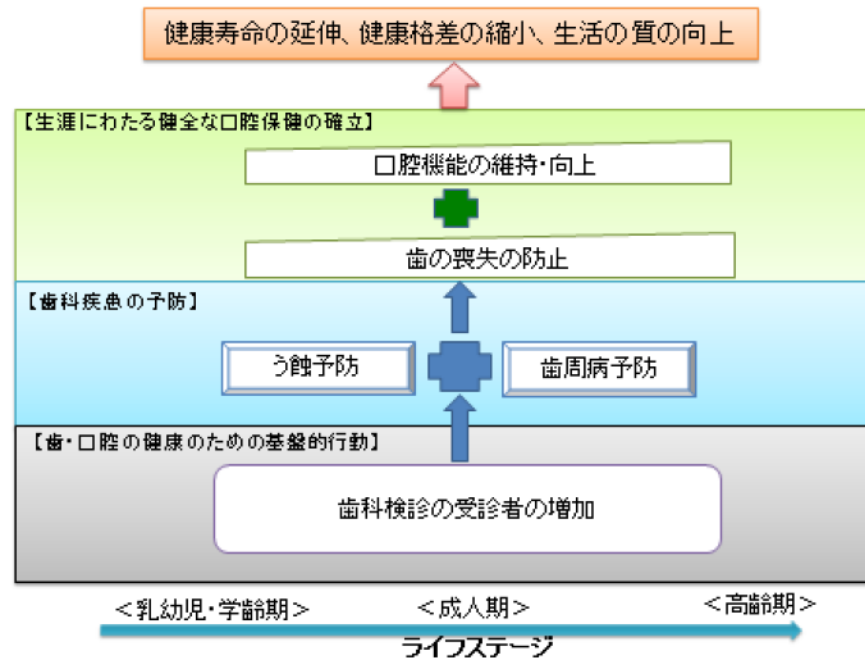 健康寿命の延伸、健康格差の縮小、生活の質の向上
【生涯にわたる健全な口腔保健の確立】
口腔機能の維持・向上
歯の喪失の防止
【歯科疾患の予防】
う蝕予防
歯周病予防
【歯・口腔の健康のための基盤的行動】
歯科検診の受診者の増加
＜乳幼児・学齢期＞
＜成人期＞
＜高齢期＞
ライフステージ